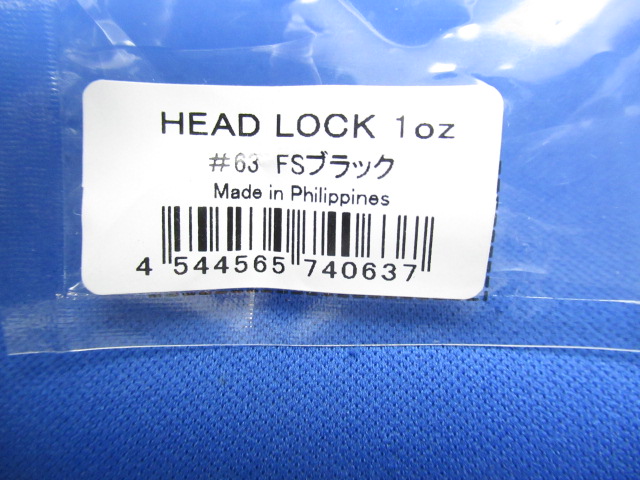 HEAD LOCK 1oz
#63 FSブラック
Made in Philippines
4 544565 740637